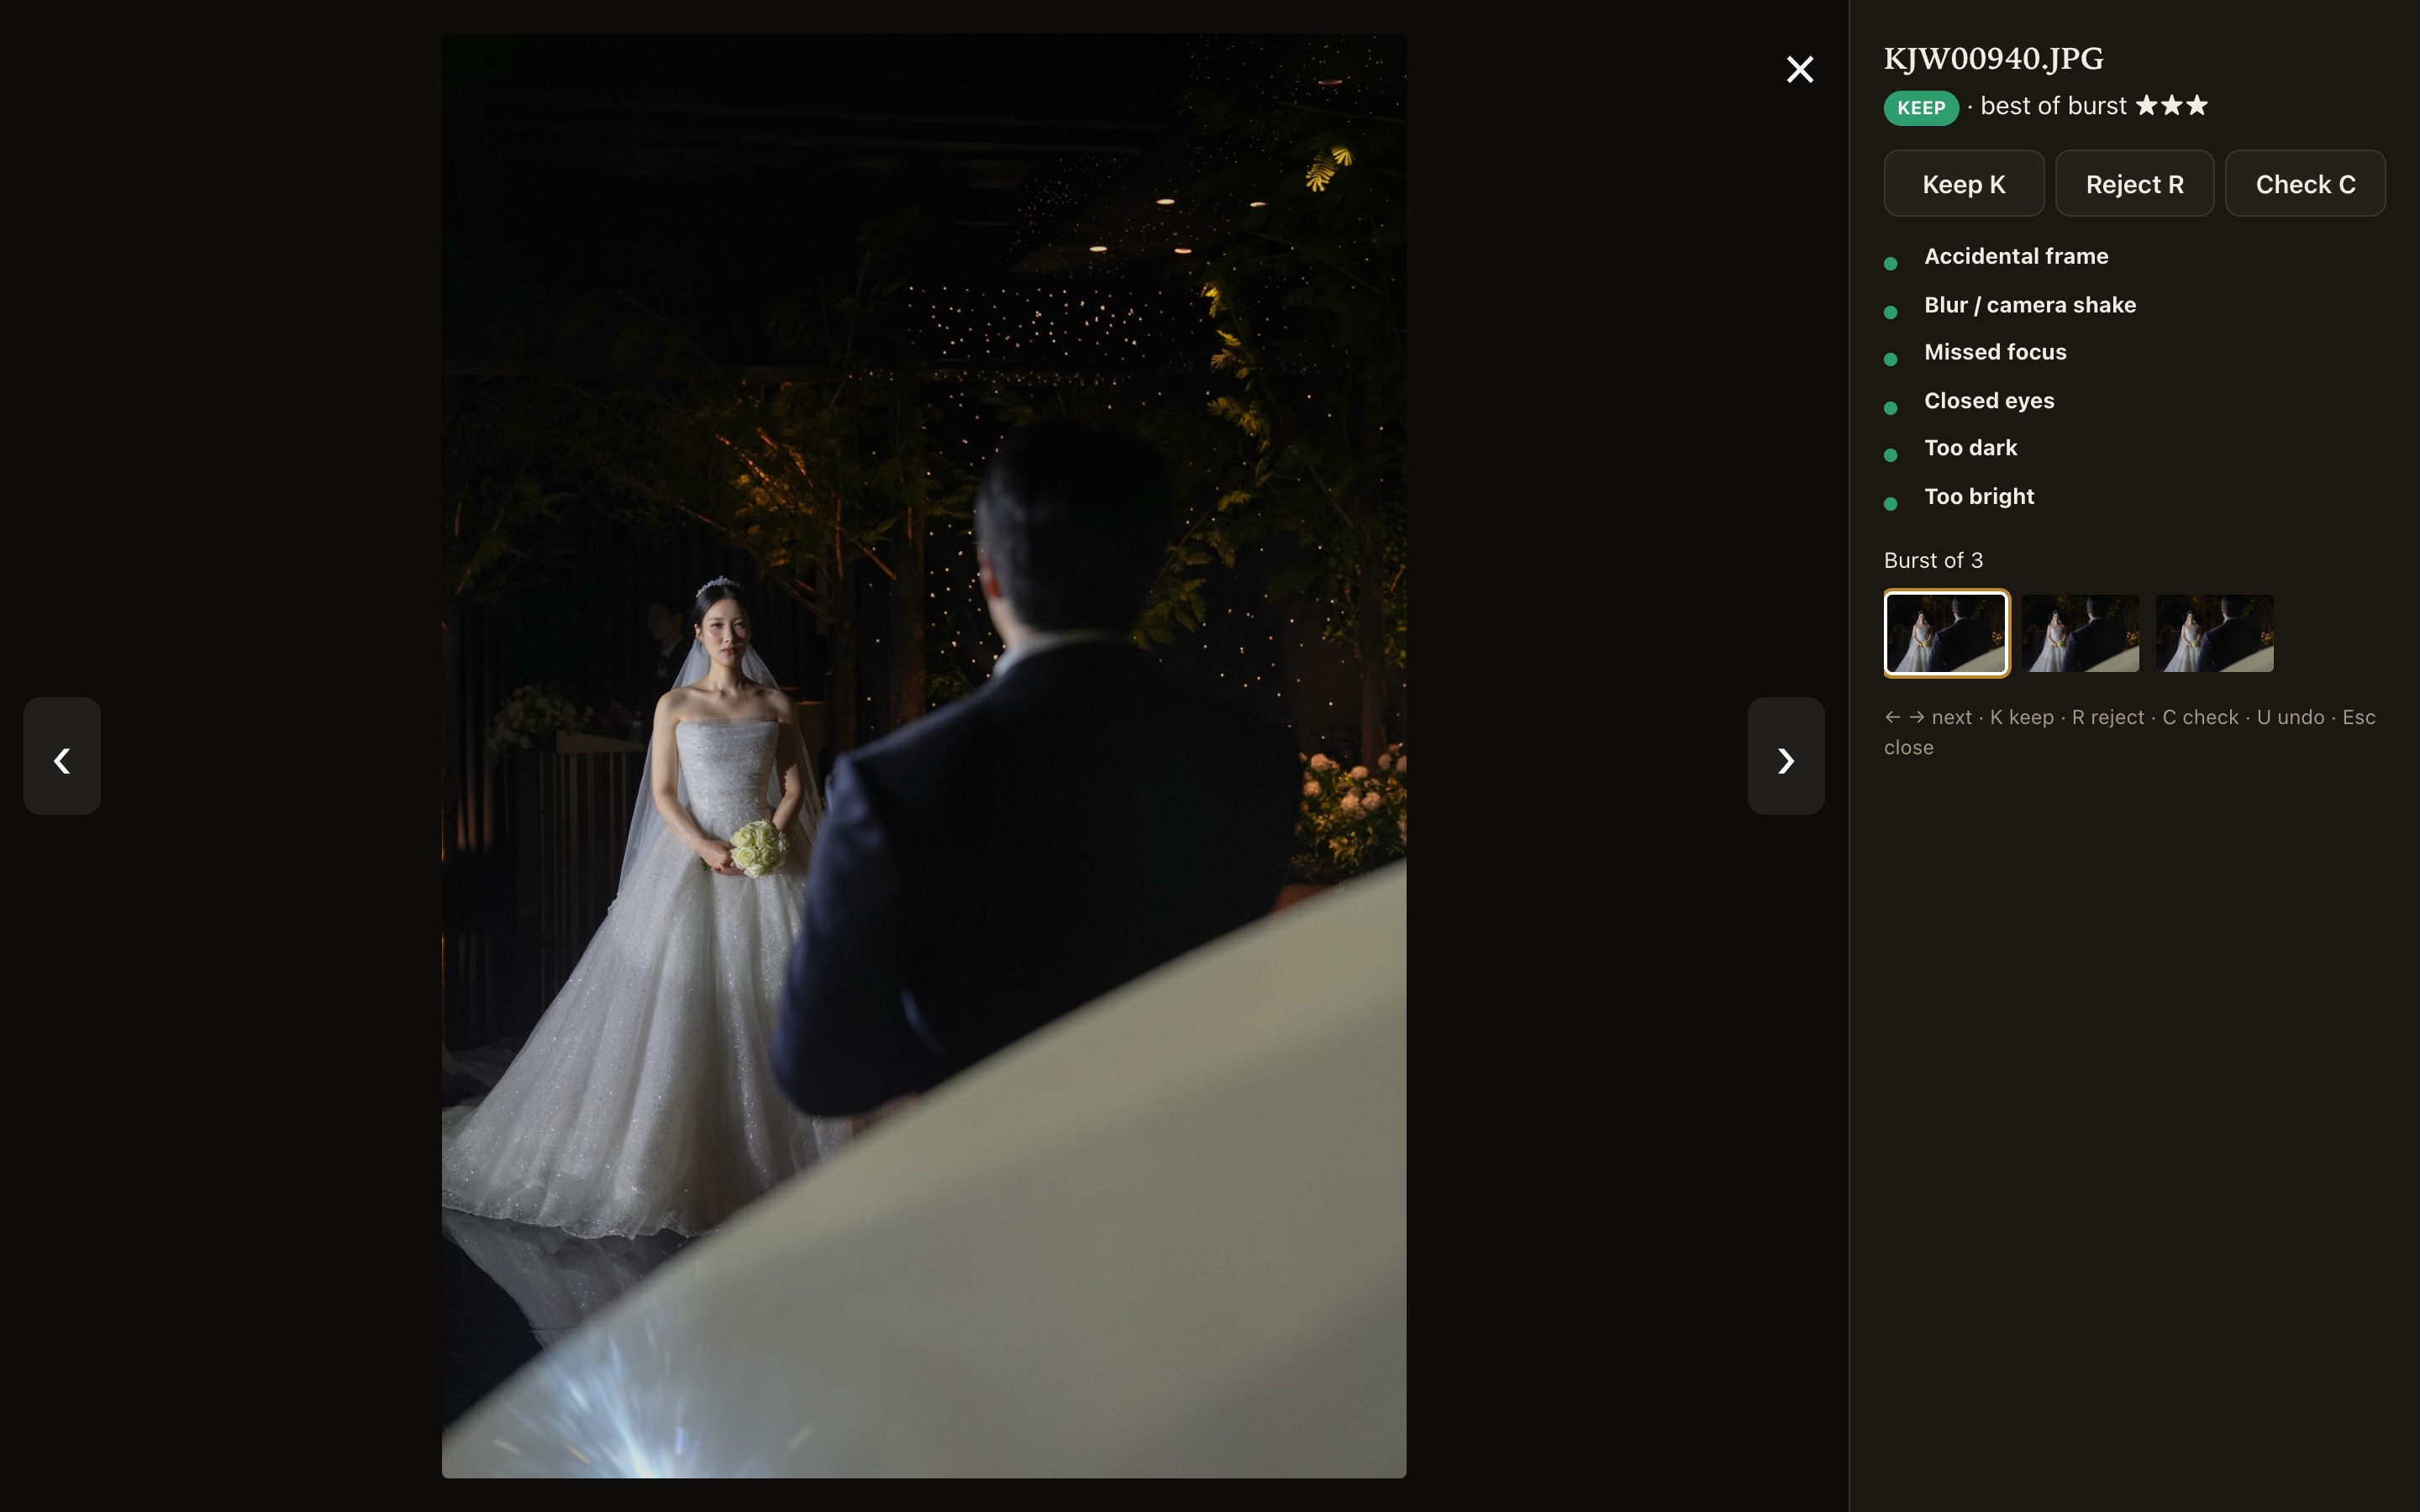 KJW00940.JPG
KEEP · best of burst ★★★
Keep K
Reject R
Check C
Accidental frame
Blur / camera shake
Missed focus
Closed eyes
Too dark
Too bright
Burst of 3
← → next · K keep · R reject · C check · U undo · Esc
close